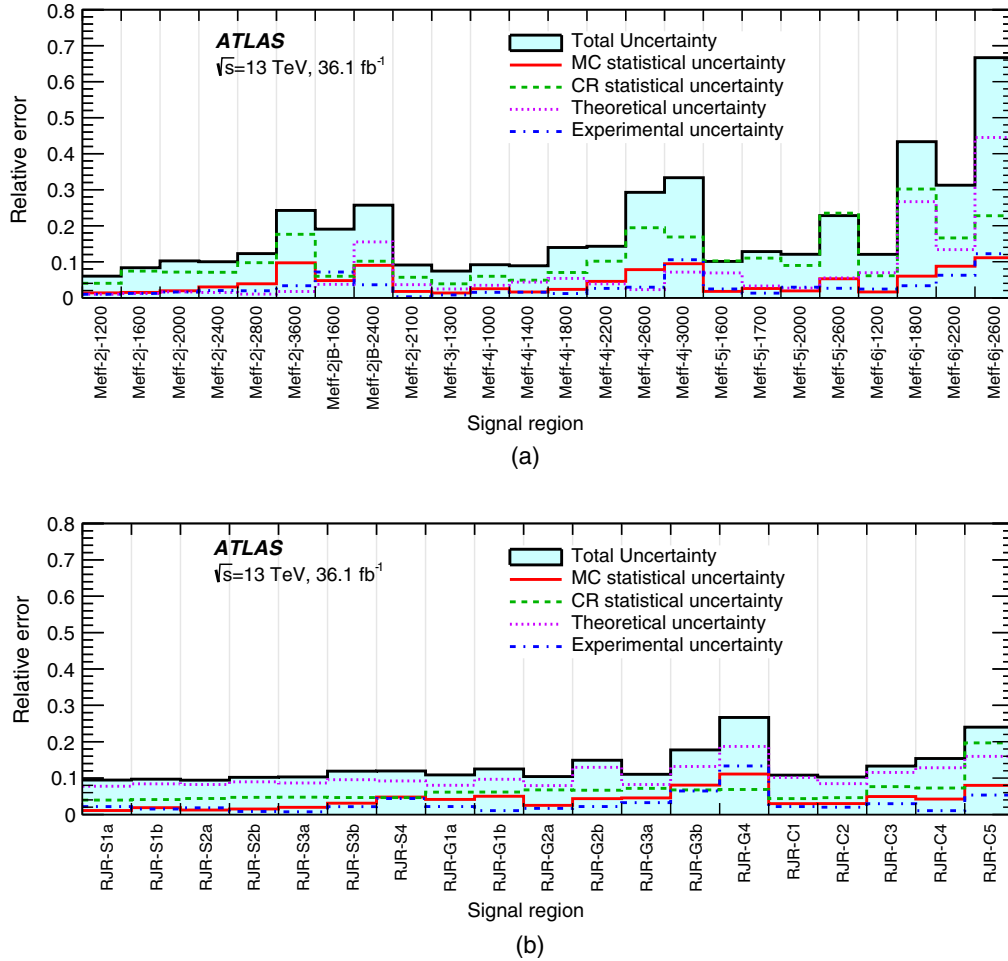 ATLAS
√s=13 TeV, 36.1 fb⁻¹
Total Uncertainty
MC statistical uncertainty
CR statistical uncertainty
Theoretical uncertainty
Experimental uncertainty
Relative error
0.8
0.7
0.6
0.5
0.4
0.3
0.2
0.1
0
Meff-2j-1200
Meff-2j-1600
Meff-2j-2000
Meff-2j-2400
Meff-2j-2800
Meff-2j-3600
Meff-2jB-1600
Meff-2jB-2400
Meff-2j-2100
Meff-3j-1300
Meff-4j-1000
Meff-4j-1400
Meff-4j-1800
Meff-4j-2200
Meff-4j-2600
Meff-4j-3000
Meff-5j-1600
Meff-5j-1700
Meff-5j-2000
Meff-5j-2600
Meff-6j-1200
Meff-6j-1800
Meff-6j-2200
Meff-6j-2600
Signal region
(a)
ATLAS
√s=13 TeV, 36.1 fb⁻¹
Total Uncertainty
MC statistical uncertainty
CR statistical uncertainty
Theoretical uncertainty
Experimental uncertainty
Relative error
0.8
0.7
0.6
0.5
0.4
0.3
0.2
0.1
0
RJR-S1a
RJR-S1b
RJR-S2a
RJR-S2b
RJR-S3a
RJR-S3b
RJR-S4
RJR-G1a
RJR-G1b
RJR-G2a
RJR-G2b
RJR-G3a
RJR-G3b
RJR-G4
RJR-C1
RJR-C2
RJR-C3
RJR-C4
RJR-C5
Signal region
(b)